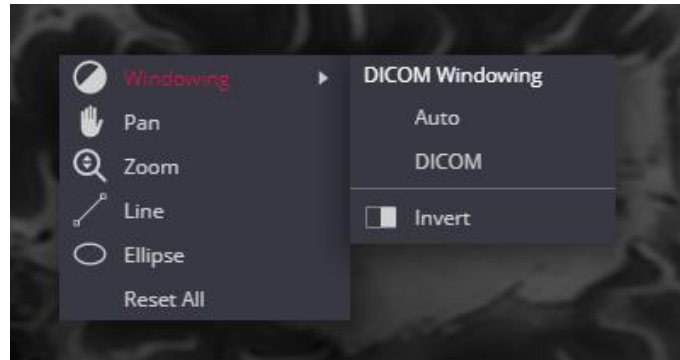 Windowing
Pan
Zoom
Line
Ellipse
Reset All
DICOM Windowing
Auto
DICOM
Invert